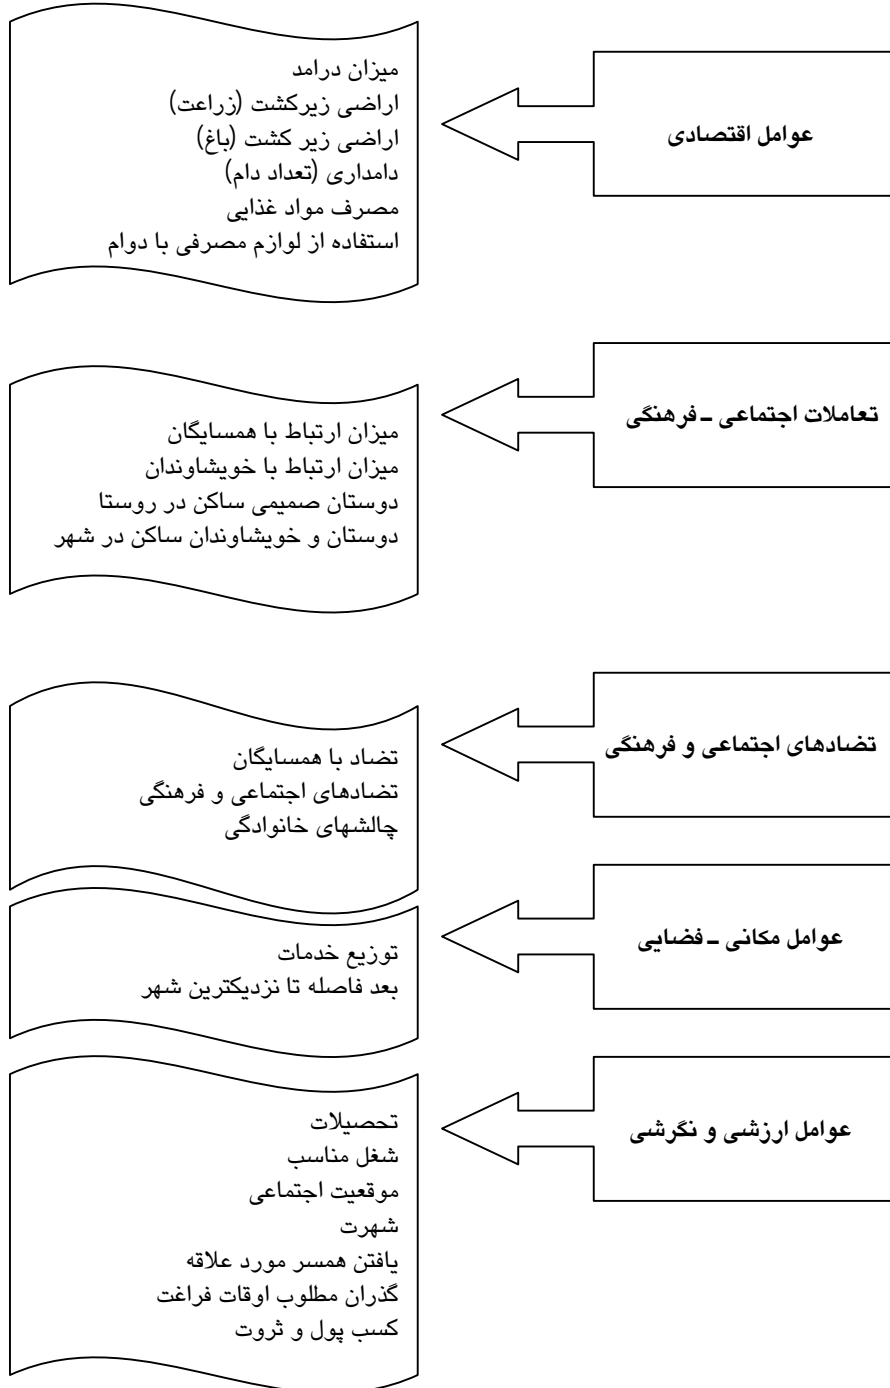 عوامل اقتصادی
میزان درامد
اراضی زیرکشت (زراعت)
اراضی زیر کشت (باغ)
دامداری (تعداد دام)
مصرف مواد غذایی
استفاده از لوازم مصرفی با دوام
تعاملات اجتماعی ـ فرهنگی
میزان ارتباط با همسایگان
میزان ارتباط با خویشاوندان
دوستان صمیمی ساکن در روستا
دوستان و خویشاوندان ساکن در شهر
تضادهای اجتماعی و فرهنگی
تضاد با همسایگان
تضادهای اجتماعی و فرهنگی
چالشهای خانوادگی
عوامل مکانی ـ فضایی
توزیع خدمات
بعد فاصله تا نزدیکترین شهر
عوامل ارزشی و نگرشی
تحصیلات
شغل مناسب
موقعیت اجتماعی
شهرت
یافتن همسر مورد علاقه
گذران مطلوب اوقات فراغت
کسب پول و ثروت